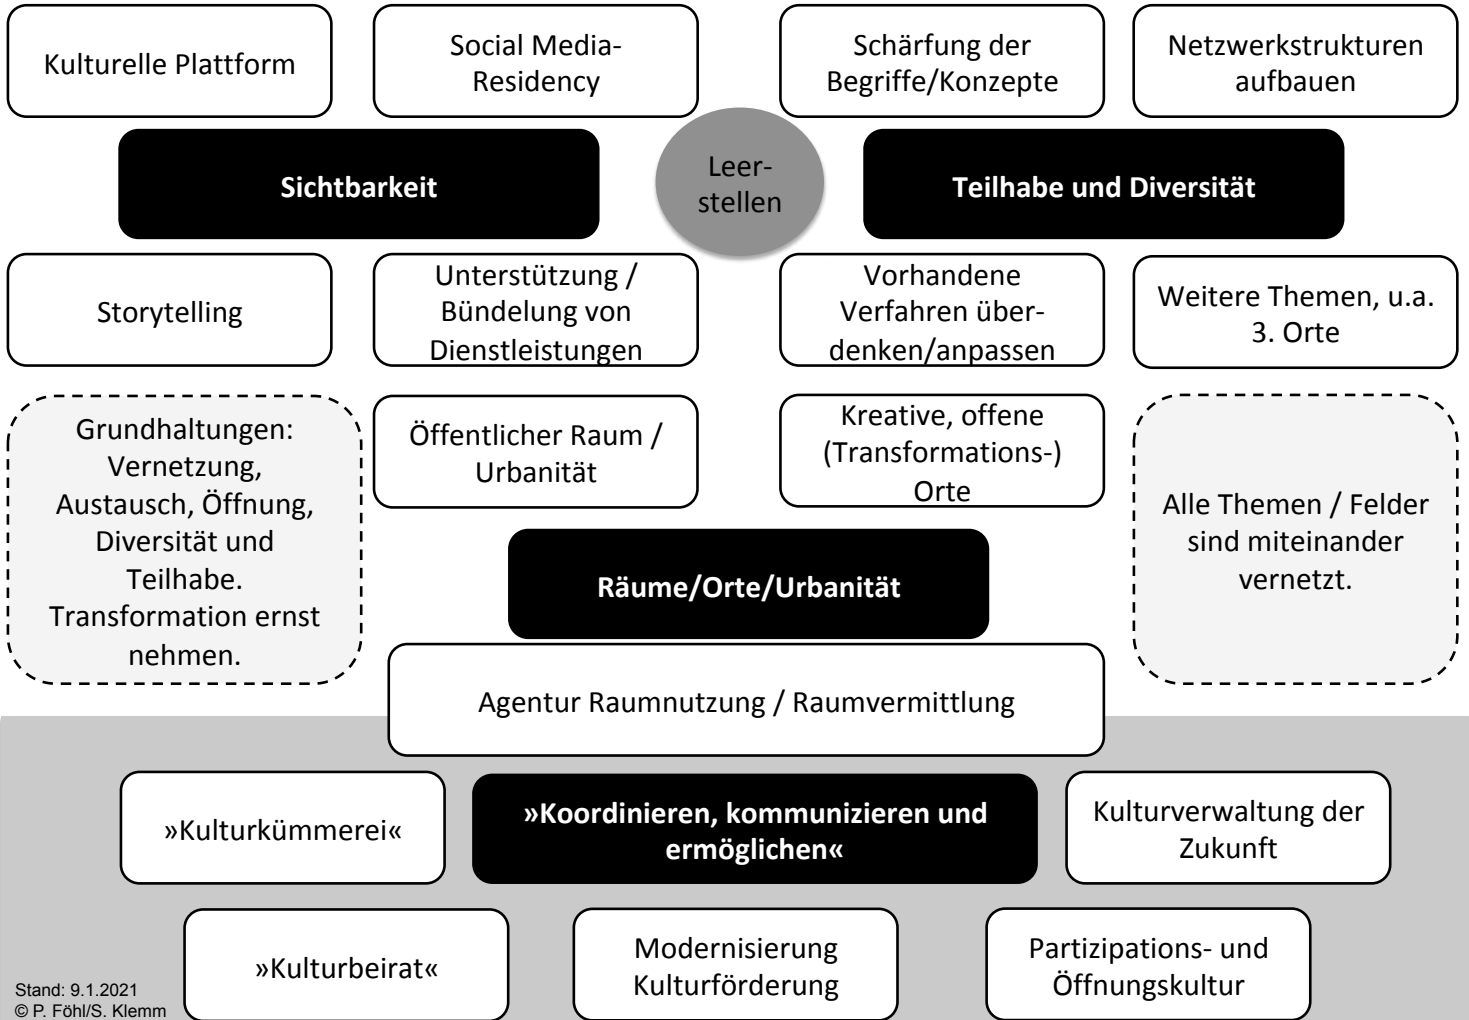 Kulturelle Plattform
Social Media-
Residency
Schärfung der
Begriffe/Konzepte
Netzwerkstrukturen
aufbauen
Sichtbarkeit
Leer-
stellen
Teilhabe und Diversität
Storytelling
Unterstützung /
Bündelung von
Dienstleistungen
Vorhandene
Verfahren über-
denken/anpassen
Weitere Themen, u.a.
3. Orte
Grundhaltungen:
Vernetzung,
Austausch, Öffnung,
Diversität und
Teilhabe.
Transformation ernst
nehmen.
Öffentlicher Raum /
Urbanität
Kreative, offene
(Transformations-)
Orte
Alle Themen / Felder
sind miteinander
vernetzt.
Räume/Orte/Urbanität
Agentur Raumnutzung / Raumvermittlung
»Kulturkümmerei«
»Koordinieren, kommunizieren und
ermöglichen«
Kulturverwaltung der
Zukunft
»Kulturbeirat«
Modernisierung
Kulturförderung
Partizipations- und
Öffnungskultur
Stand: 9.1.2021
© P. Föhl/S. Klemm